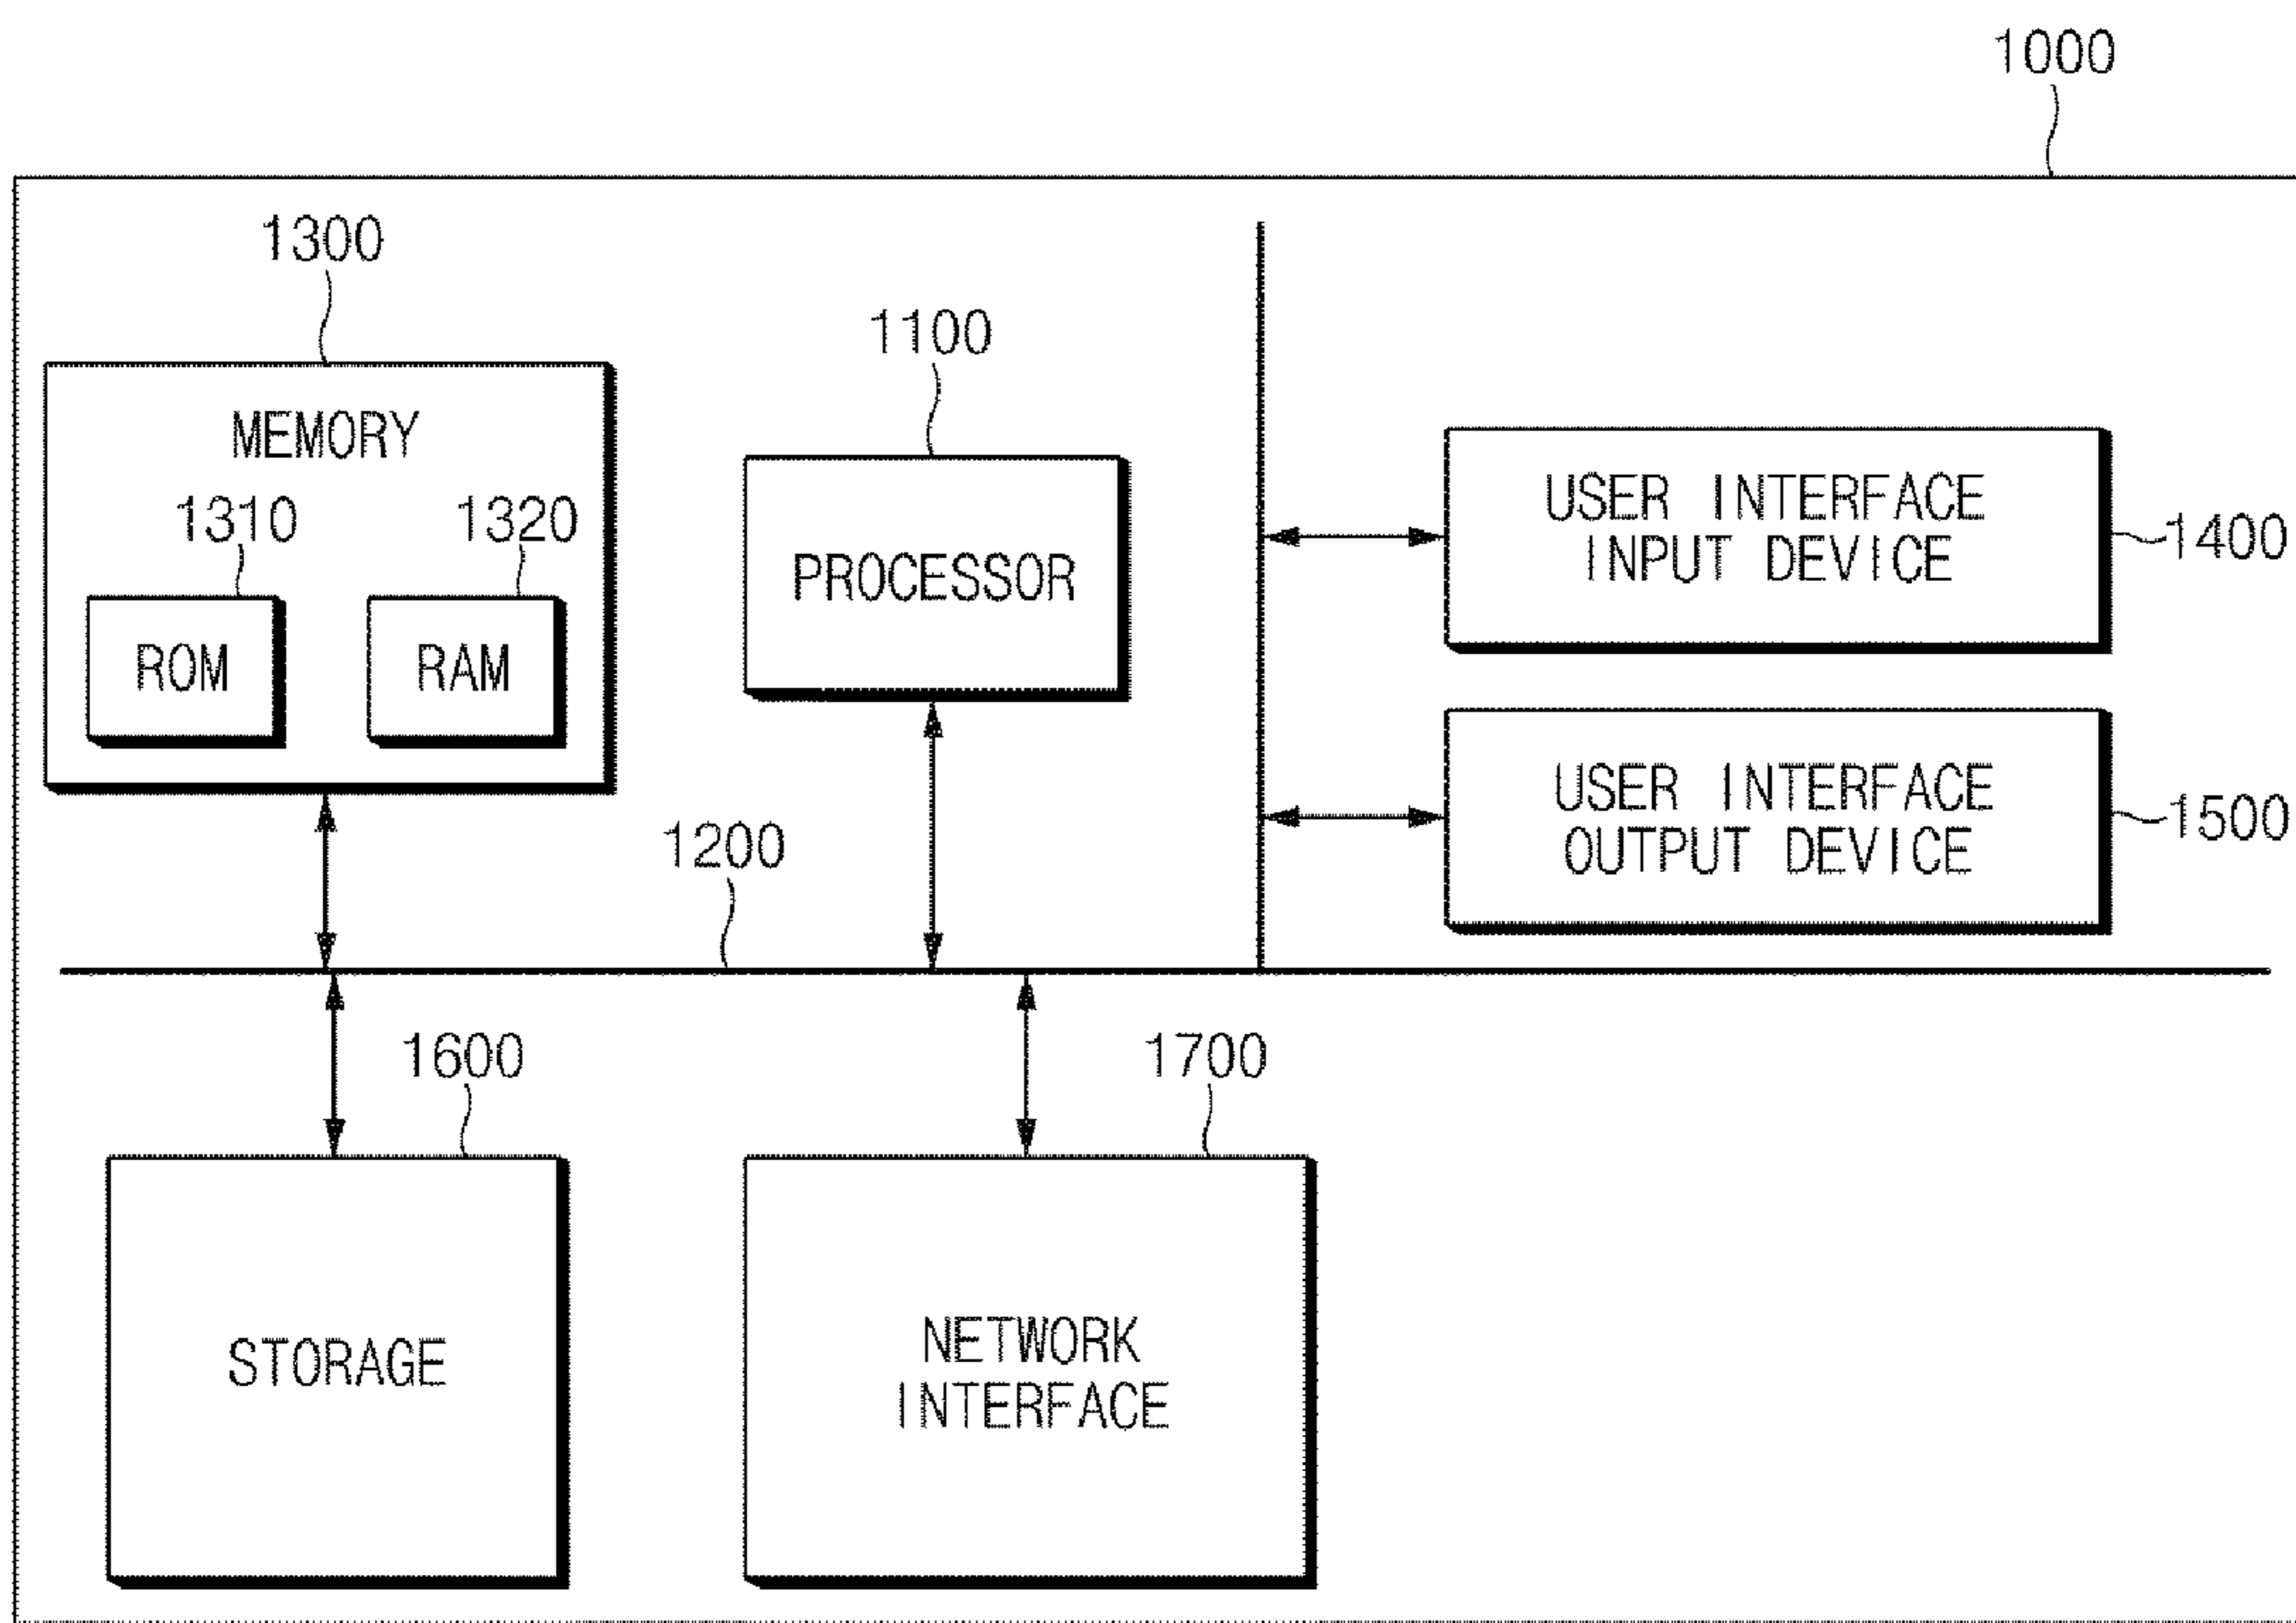 1000
1300
1100
MEMORY
1310
1320
ROM
RAM
PROCESSOR
USER INTERFACE
INPUT DEVICE
1400
USER INTERFACE
OUTPUT DEVICE
1500
1200
1600
1700
STORAGE
NETWORK
INTERFACE